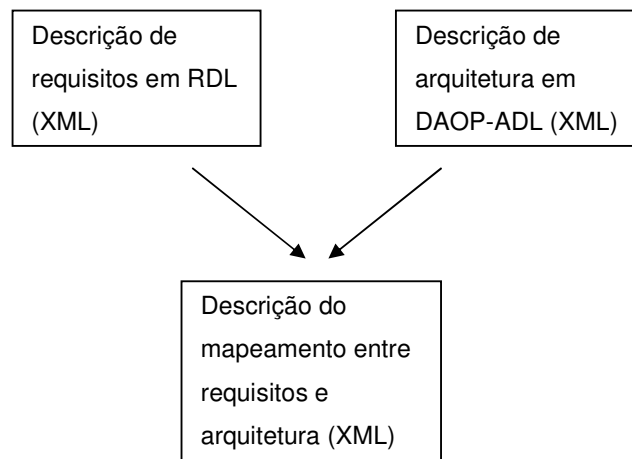 Descrição de
requisitos em RDL
(XML)
Descrição de
arquitetura em
DAOP-ADL (XML)
Descrição do
mapeamento entre
requisitos e
arquitetura (XML)